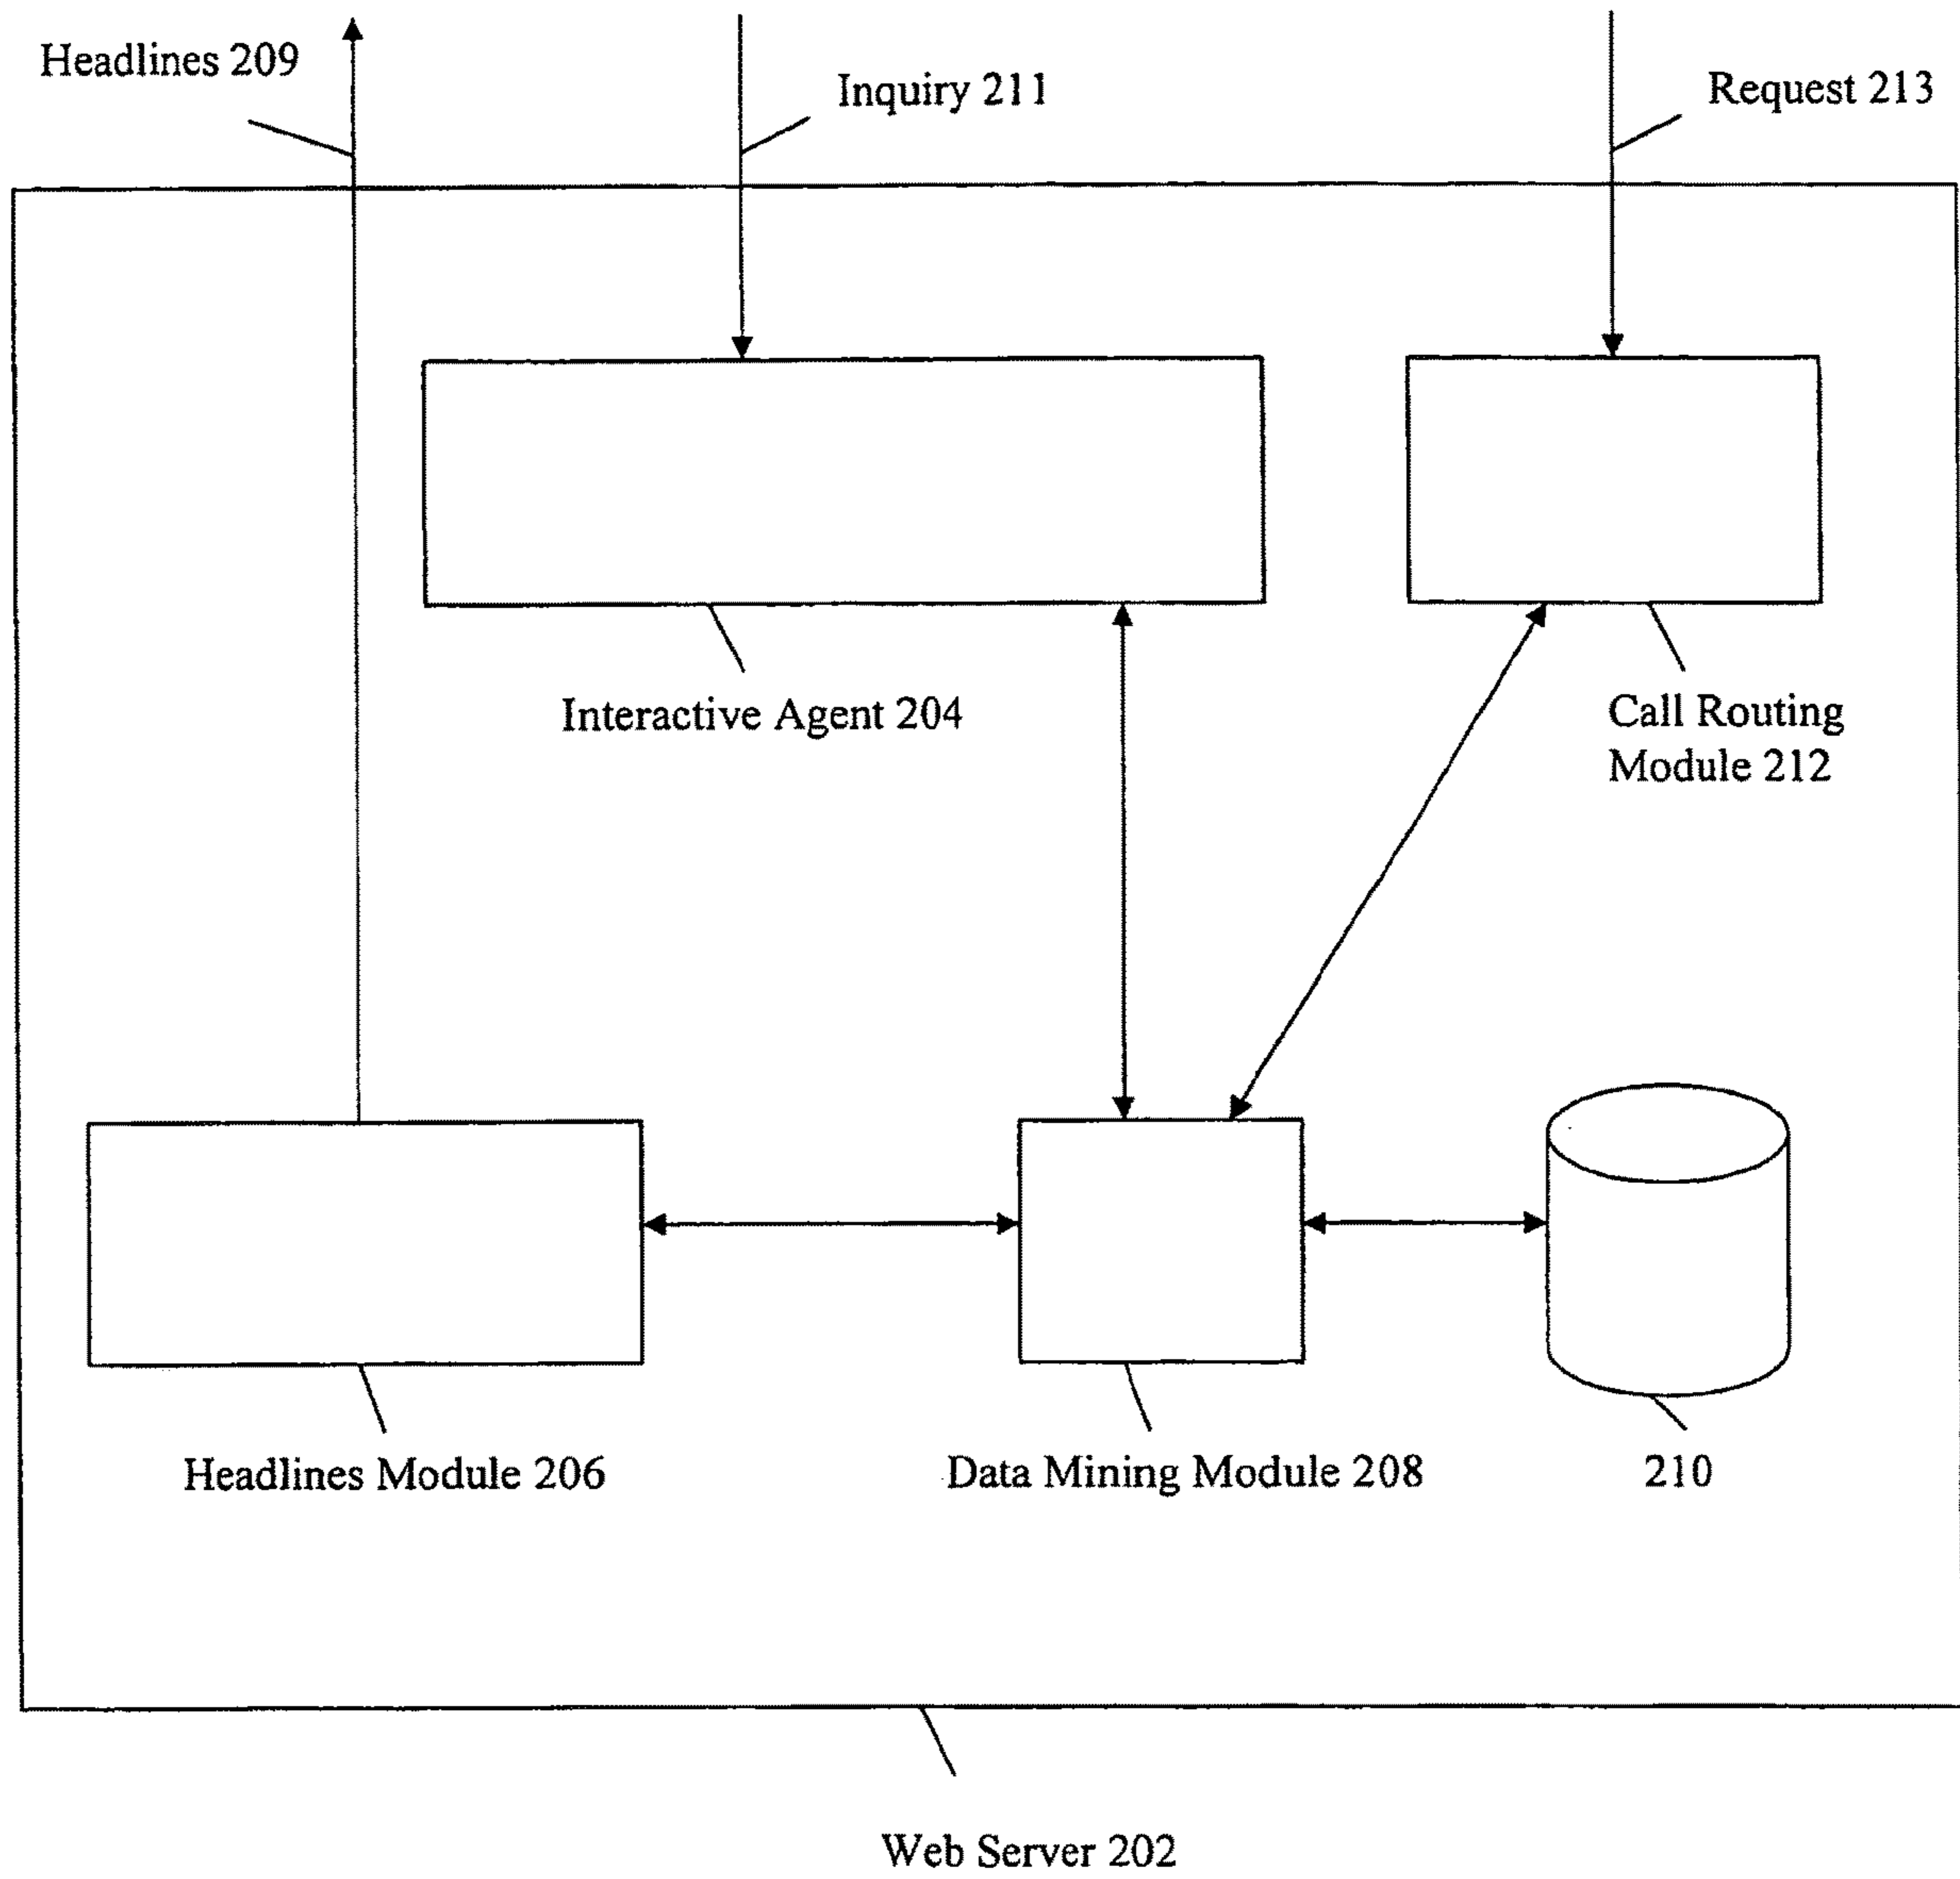 Headlines 209
Inquiry 211
Request 213
Interactive Agent 204
Call Routing
Module 212
Headlines Module 206
Data Mining Module 208
210
Web Server 202